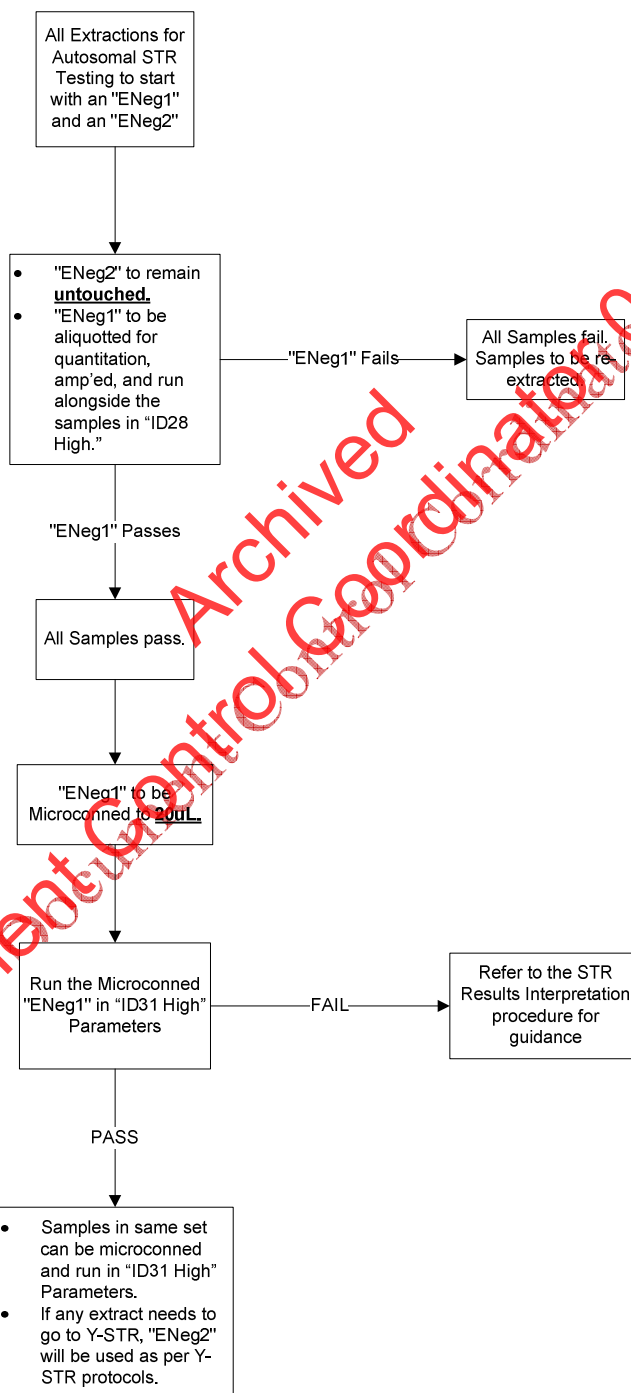 All Extractions for
Autosomal STR
Testing to start
with an "ENeg1"
and an "ENeg2"
• "ENeg2" to remain
untouched.
• "ENeg1" to be
aliquotted for
quantitation,
amp'ed, and run
alongside the
samples in “ID28
High.”
"ENeg1" Fails
All Samples fail.
Samples to be re-
extracted.
"ENeg1" Passes
All Samples pass.
"ENeg1" to be
Microconned to 20uL.
Run the Microconned
"ENeg1" in “ID31 High”
Parameters
FAIL
Refer to the STR
Results Interpretation
procedure for
guidance
PASS
• Samples in same set
can be microconned
and run in “ID31 High”
Parameters.
• If any extract needs to
go to Y-STR, "ENeg2"
will be used as per Y-
STR protocols.
Archived
Control Coordinator
Control